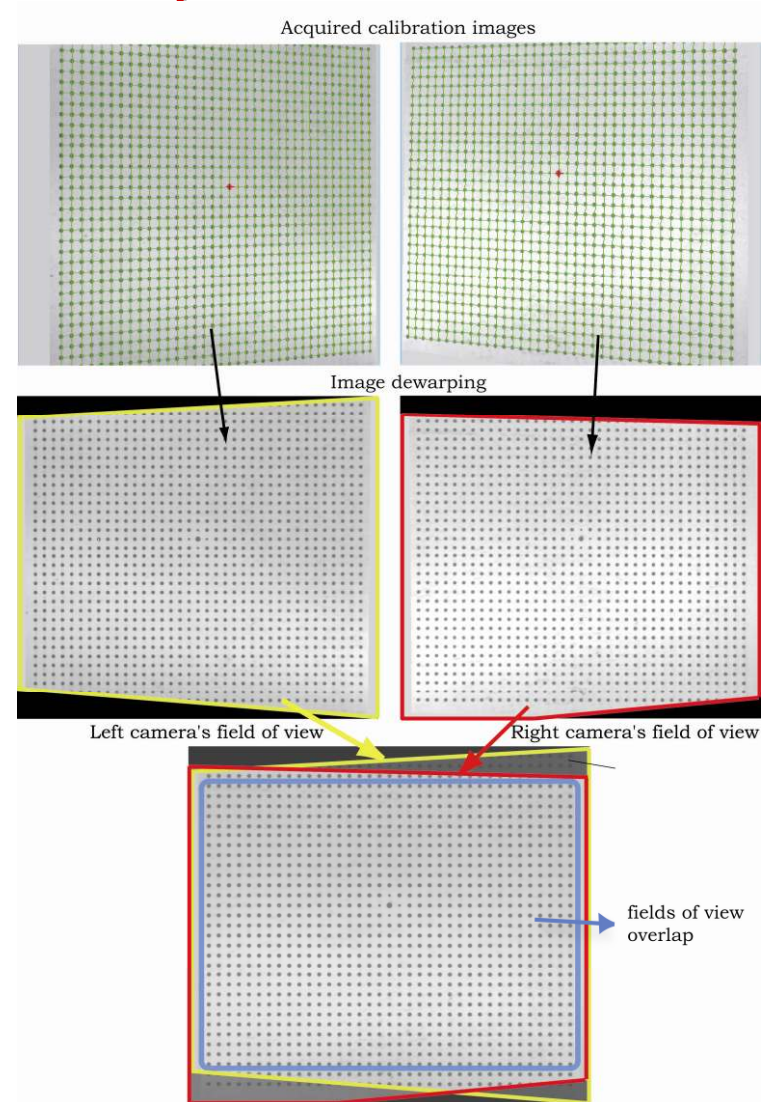 Acquired calibration images
Image dewarping
Left camera's field of view
Right camera's field of view
fields of view
overlap